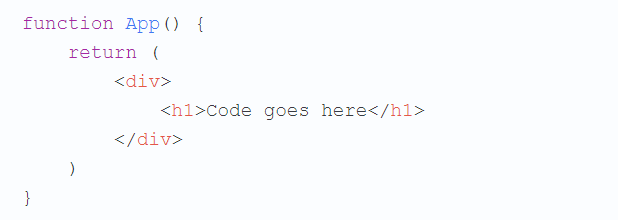 function App() {
    return (
        <div>
            <h1>Code goes here</h1>
        </div>
    )
}